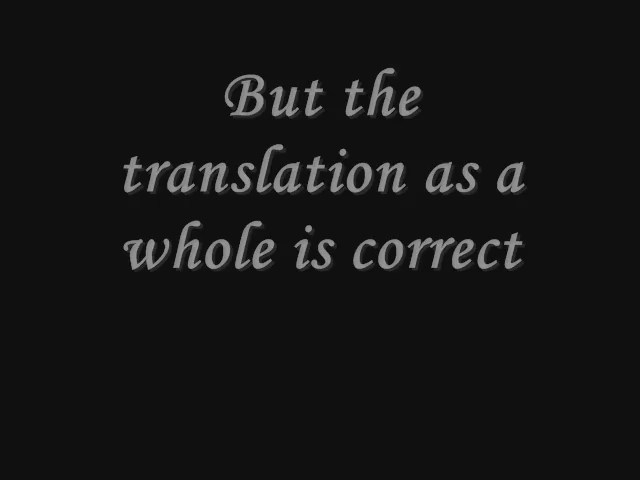 But the
translation as a
whole is correct